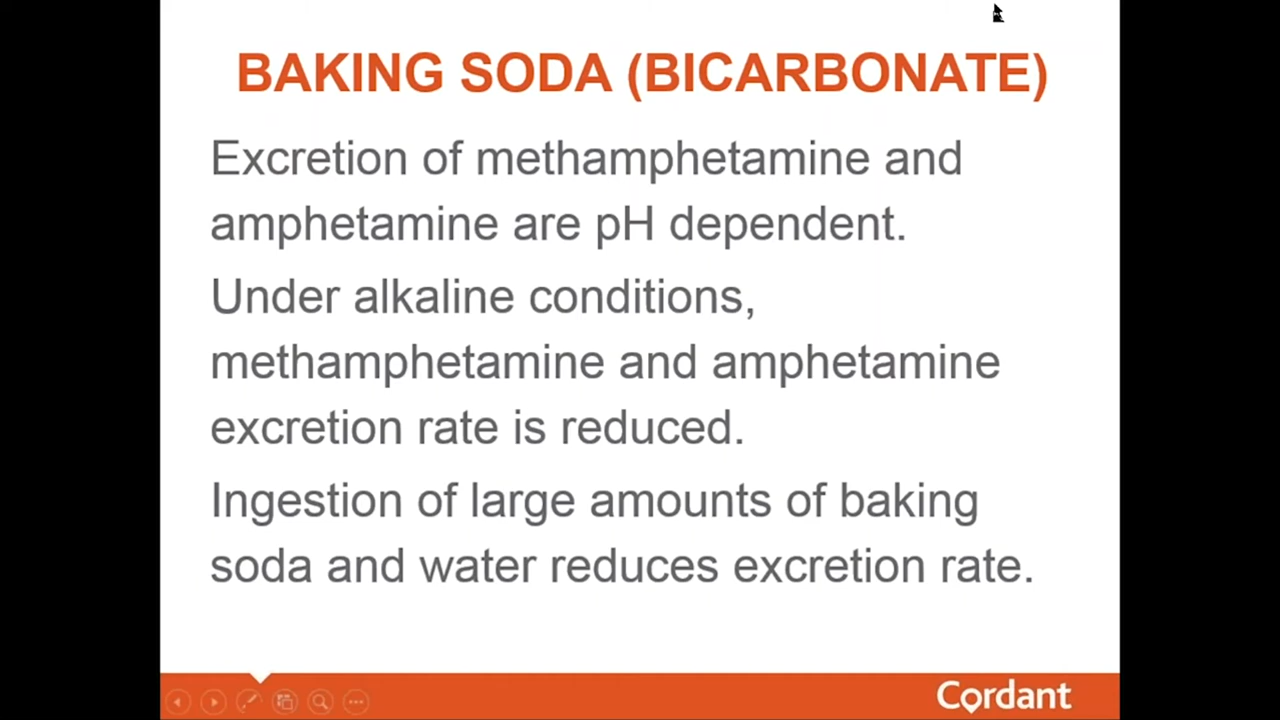 BAKING SODA (BICARBONATE)
Excretion of methamphetamine and
amphetamine are pH dependent.
Under alkaline conditions,
methamphetamine and amphetamine
excretion rate is reduced.
Ingestion of large amounts of baking
soda and water reduces excretion rate.
Cordant